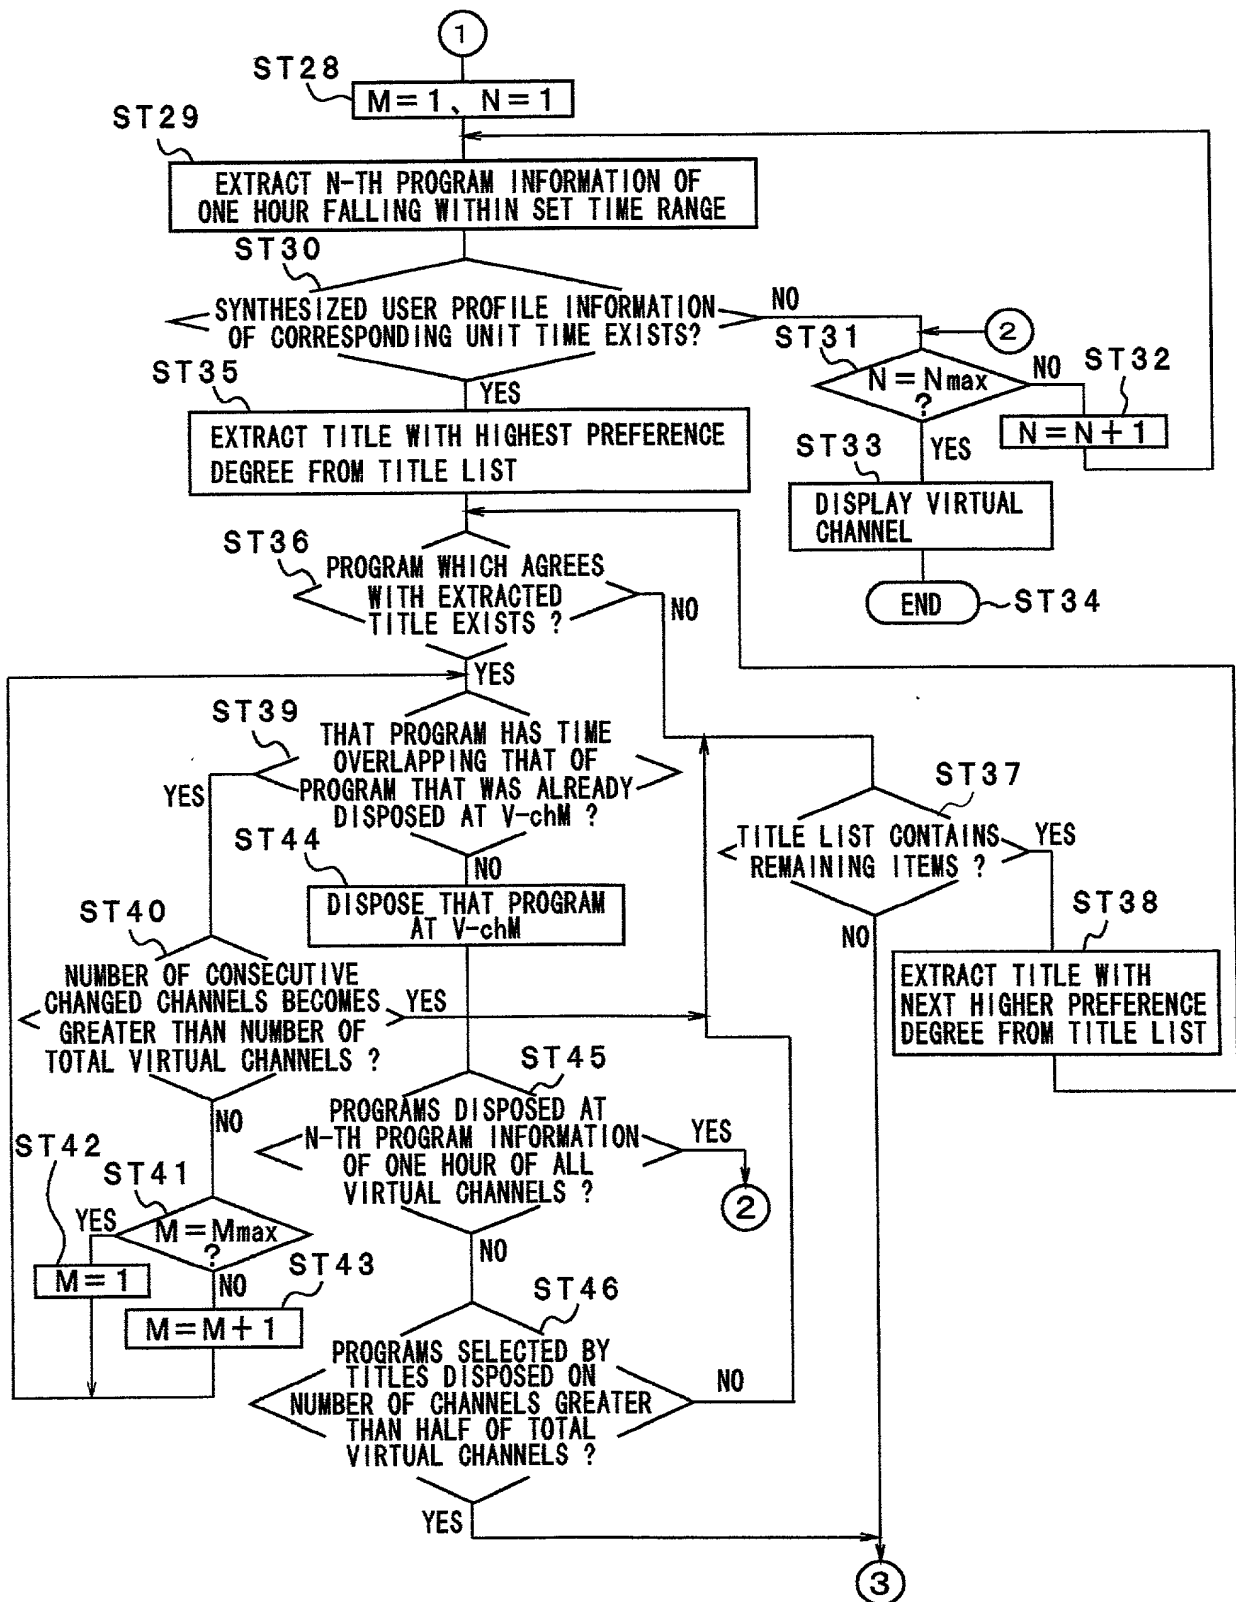 1
ST28
M=1、N=1
ST29
EXTRACT N-TH PROGRAM INFORMATION OF
ONE HOUR FALLING WITHIN SET TIME RANGE
ST30
SYNTHESIZED USER PROFILE INFORMATION
OF CORRESPONDING UNIT TIME EXISTS?
NO
YES
2
ST31
N=Nmax
?
NO
YES
ST32
N=N+1
ST33
DISPLAY VIRTUAL
CHANNEL
END
ST34
ST35
EXTRACT TITLE WITH HIGHEST PREFERENCE
DEGREE FROM TITLE LIST
ST36
PROGRAM WHICH AGREES
WITH EXTRACTED
TITLE EXISTS ?
NO
YES
ST37
TITLE LIST CONTAINS
REMAINING ITEMS ?
YES
NO
ST38
EXTRACT TITLE WITH
NEXT HIGHER PREFERENCE
DEGREE FROM TITLE LIST
ST39
THAT PROGRAM HAS TIME
OVERLAPPING THAT OF
PROGRAM THAT WAS ALREADY
DISPOSED AT V-chM ?
YES
NO
ST44
DISPOSE THAT PROGRAM
AT V-chM
ST40
NUMBER OF CONSECUTIVE
CHANGED CHANNELS BECOMES
GREATER THAN NUMBER OF
TOTAL VIRTUAL CHANNELS ?
YES
NO
ST41
M=Mmax
?
YES
NO
ST42
M=1
ST43
M=M+1
ST45
PROGRAMS DISPOSED AT
N-TH PROGRAM INFORMATION
OF ONE HOUR OF ALL
VIRTUAL CHANNELS ?
YES
2
NO
ST46
PROGRAMS SELECTED BY
TITLES DISPOSED ON
NUMBER OF CHANNELS GREATER
THAN HALF OF TOTAL
VIRTUAL CHANNELS ?
NO
YES
3